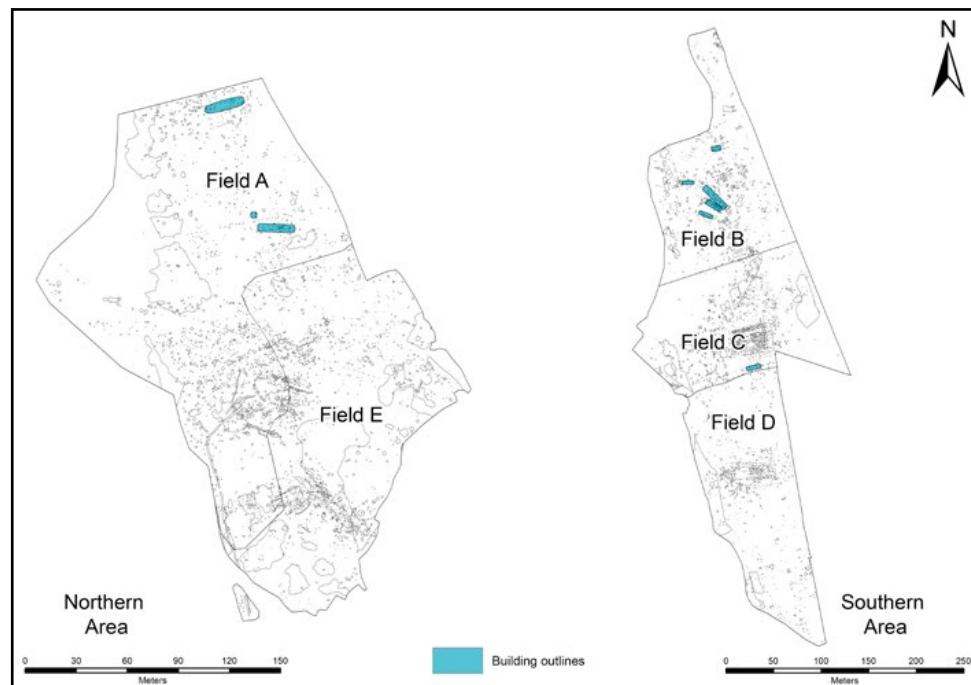 N
Field A
Field B
Field C
Field E
Field D
Northern
Area
Southern
Area
0 30 60 90 120 150
Meters
Building outlines
0 50 100 150 200 250
Meters